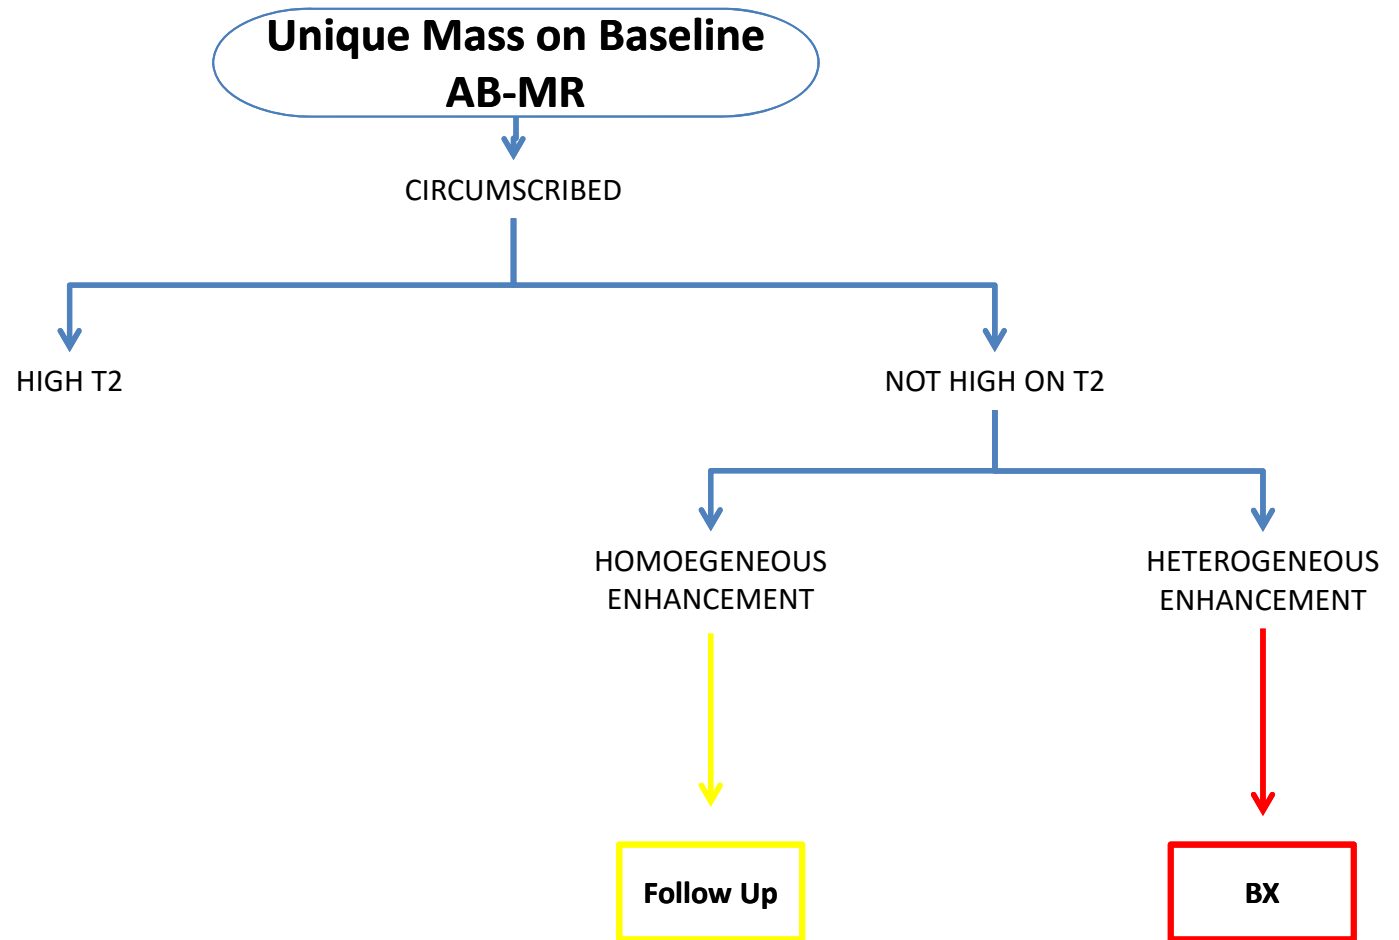 Unique Mass on Baseline
AB-MR
CIRCUMSCRIBED
HIGH T2
NOT HIGH ON T2
HOMOEGENEOUS
ENHANCEMENT
HETEROGENEOUS
ENHANCEMENT
Follow Up
BX